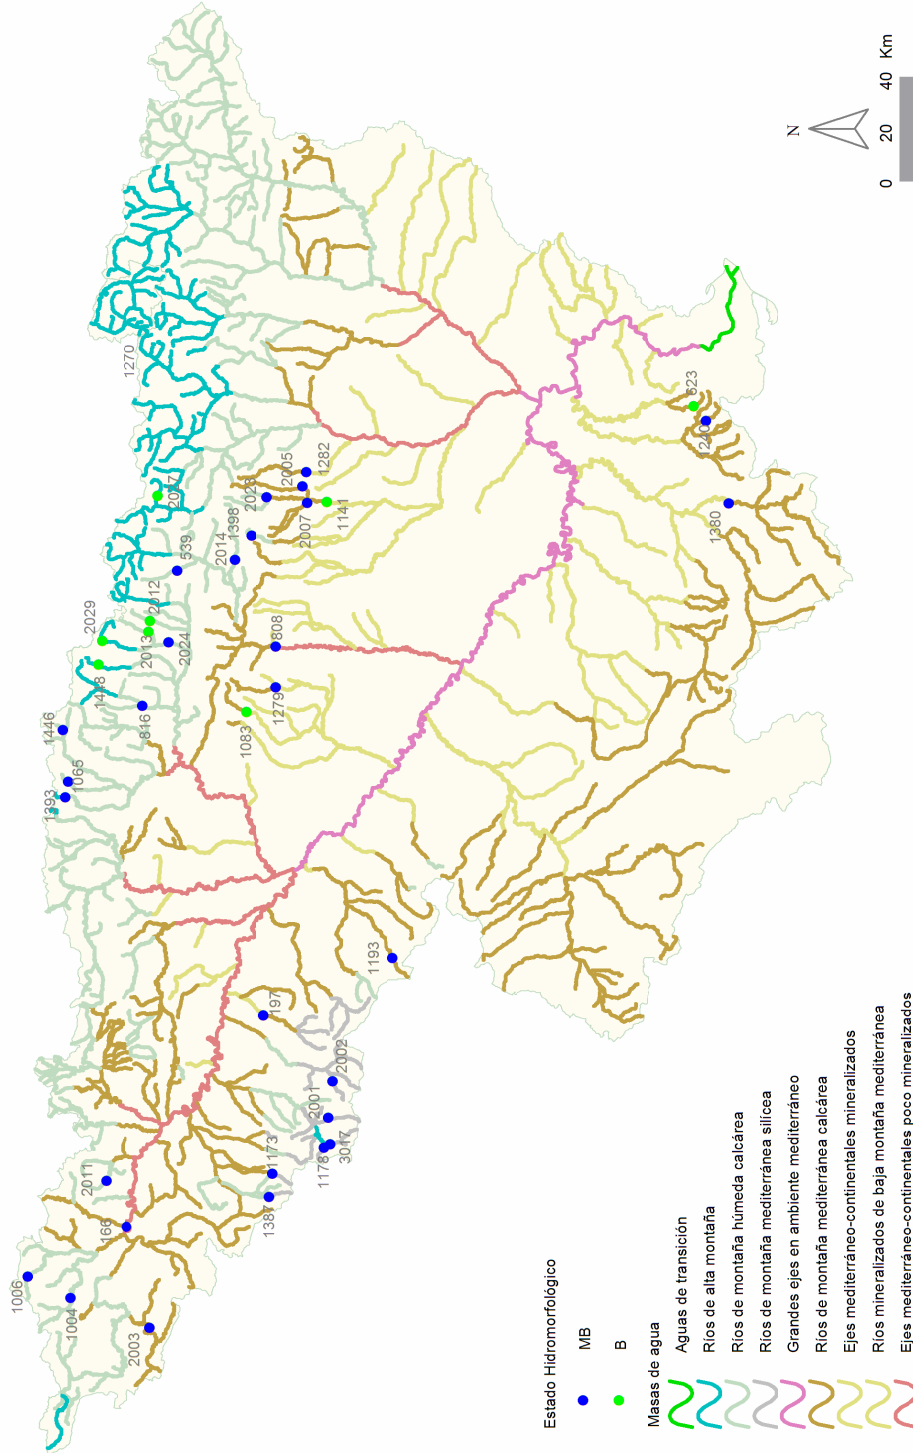 1270
2029
1446
1448
1393
1065
816
2013
2012
2024
539
2027
2014
1398
2028
2005
1282
2007
1141
808
1279
1083
623
1240
1380
1193
197
2002
2001
3017
1178
1173
1387
2011
166
1006
1004
2003
N
0 20 40 Km
Estado Hidromorfológico
MB
B
Masas de agua
Aguas de transición
Ríos de alta montaña
Ríos de montaña húmeda calcárea
Ríos de montaña mediterránea silícea
Grandes ejes en ambiente mediterráneo
Ríos de montaña mediterránea calcárea
Ejes mediterráneo-continentales mineralizados
Ríos mineralizados de baja montaña mediterránea
Ejes mediterráneo-continentales poco mineralizados